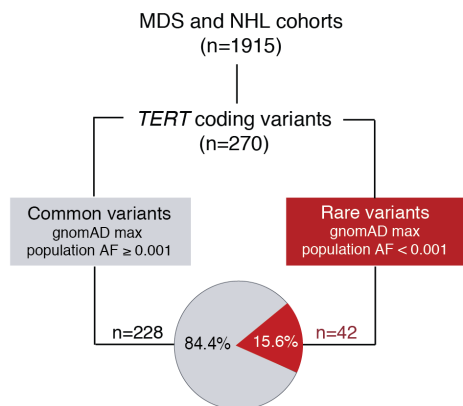 MDS and NHL cohorts
(n=1915)
TERT coding variants
(n=270)
Common variants
gnomAD max
population AF ≥ 0.001
Rare variants
gnomAD max
population AF < 0.001
n=228
84.4%
15.6%
n=42